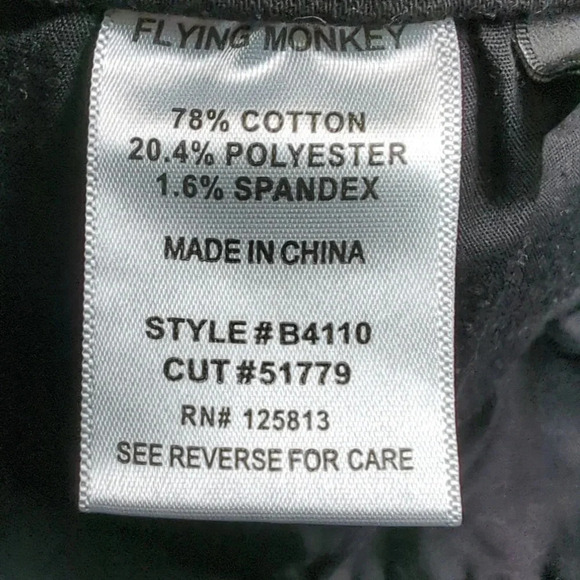 FLYING MONKEY
78% COTTON
20.4% POLYESTER
1.6% SPANDEX
MADE IN CHINA
STYLE # B4110
CUT #51779
RN# 125813
SEE REVERSE FOR CARE